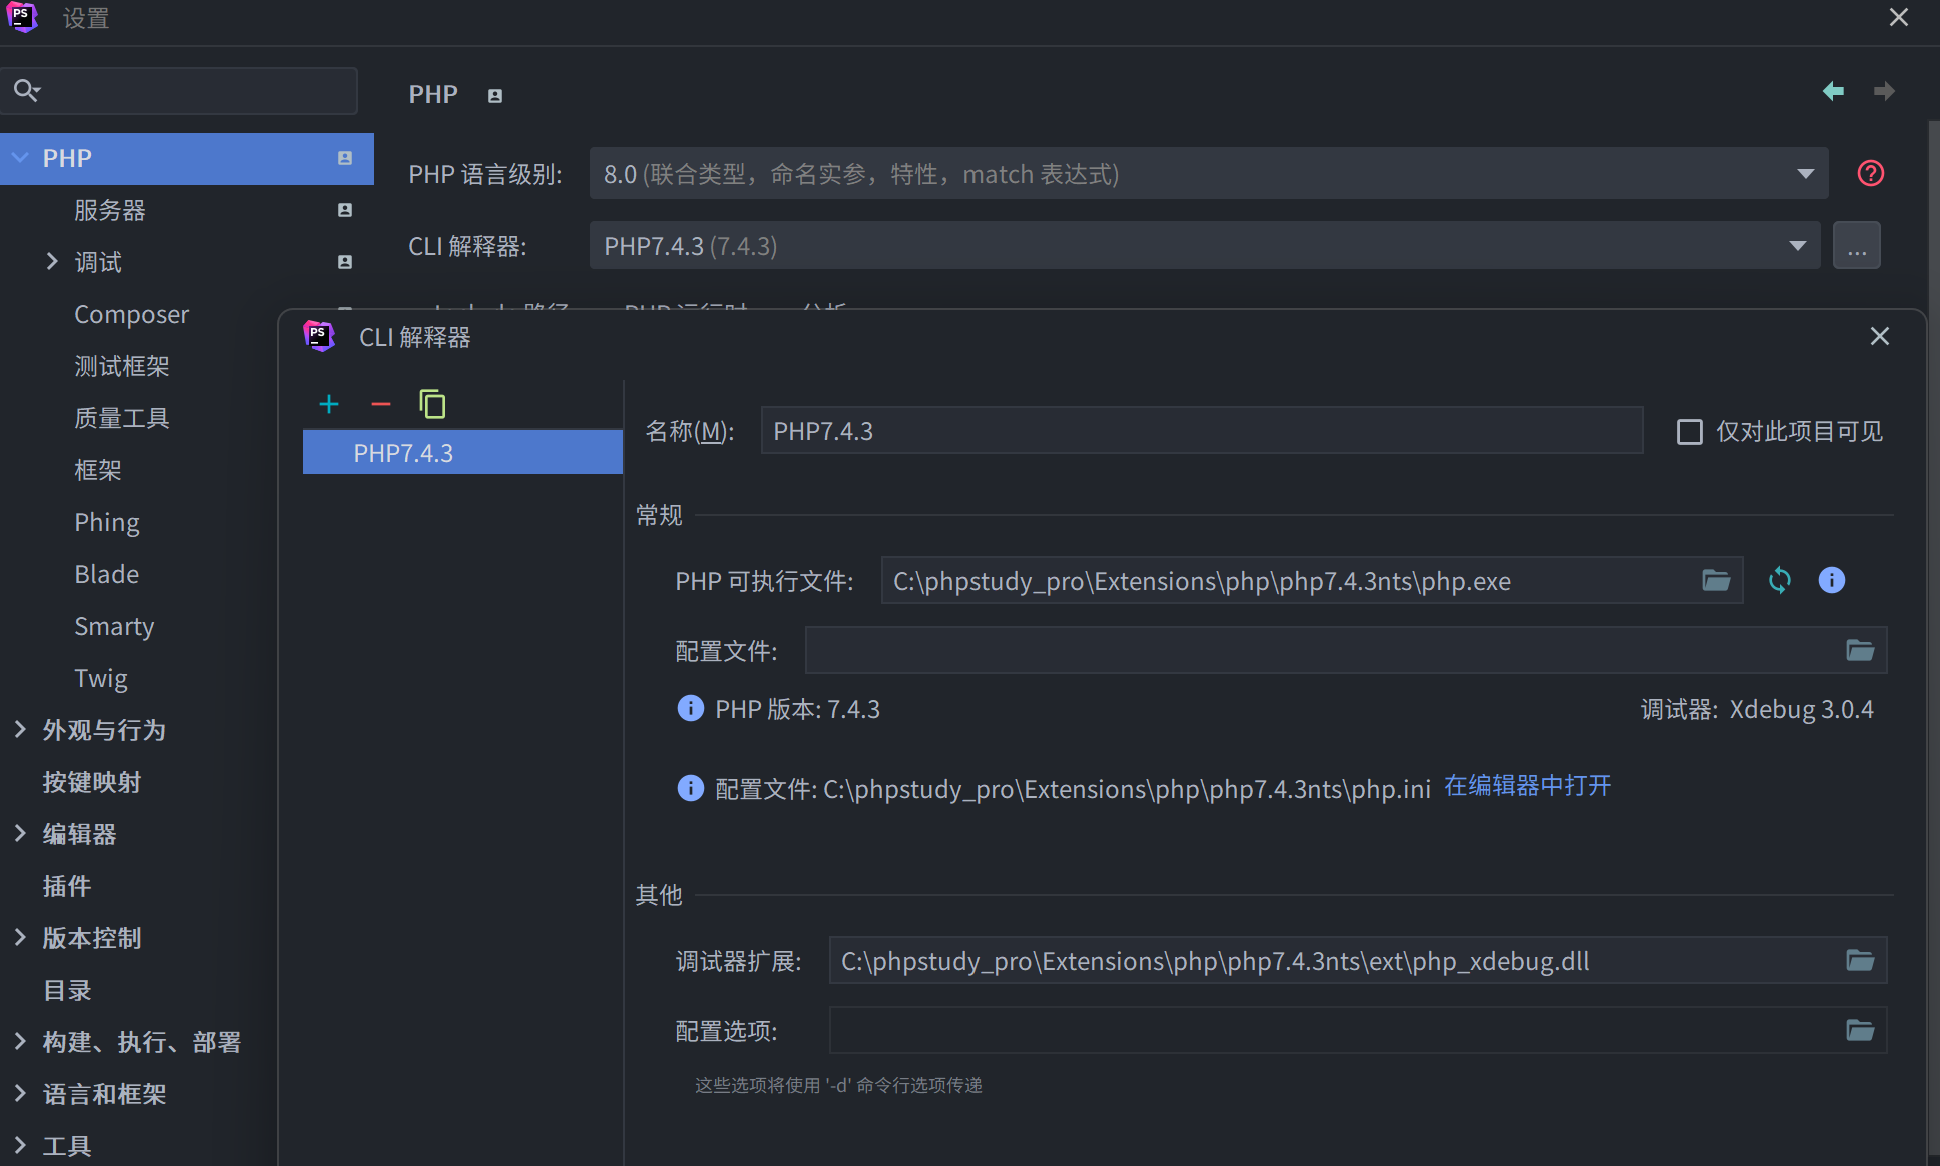 PS
设置
PHP
PHP
服务器
调试
Composer
测试框架
质量工具
框架
Phing
Blade
Smarty
Twig
外观与行为
按键映射
编辑器
插件
版本控制
目录
构建、执行、部署
语言和框架
工具
PHP 语言级别: 8.0 (联合类型，命名实参，特性，match 表达式)
CLI 解释器: PHP7.4.3 (7.4.3) ...
PS
CLI 解释器
PHP7.4.3
名称(M): PHP7.4.3 仅对此项目可见
常规
PHP 可执行文件: C:\phpstudy_pro\Extensions\php\php7.4.3nts\php.exe
配置文件:
PHP 版本: 7.4.3 调试器: Xdebug 3.0.4
配置文件: C:\phpstudy_pro\Extensions\php\php7.4.3nts\php.ini 在编辑器中打开
其他
调试器扩展: C:\phpstudy_pro\Extensions\php\php7.4.3nts\ext\php_xdebug.dll
配置选项:
这些选项将使用 '-d' 命令行选项传递